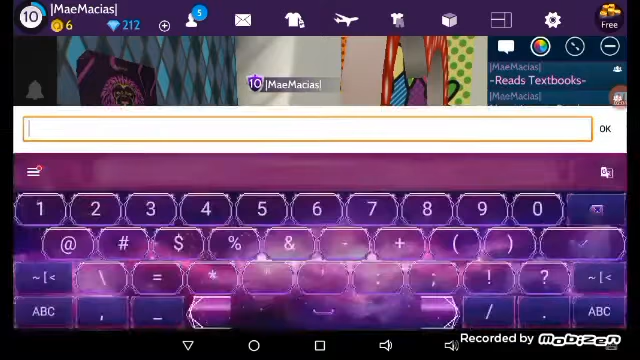 |MaeMacias|
10
6
212
5
Free
10 |MaeMacias|
|MaeMacias|
-Reads Textbooks-
|MaeMacias|
OK
1 2 3 4 5 6 7 8 9 0
@ # $ % & - + ( )
~ [ < \ = * " ' : ; ! ? ~ [ <
ABC , _ / . ABC
Recorded by MOBIZEN